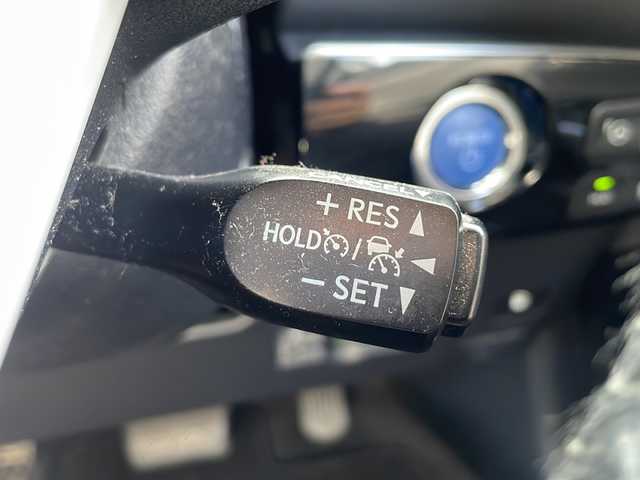 + RES
HOLD /
− SET